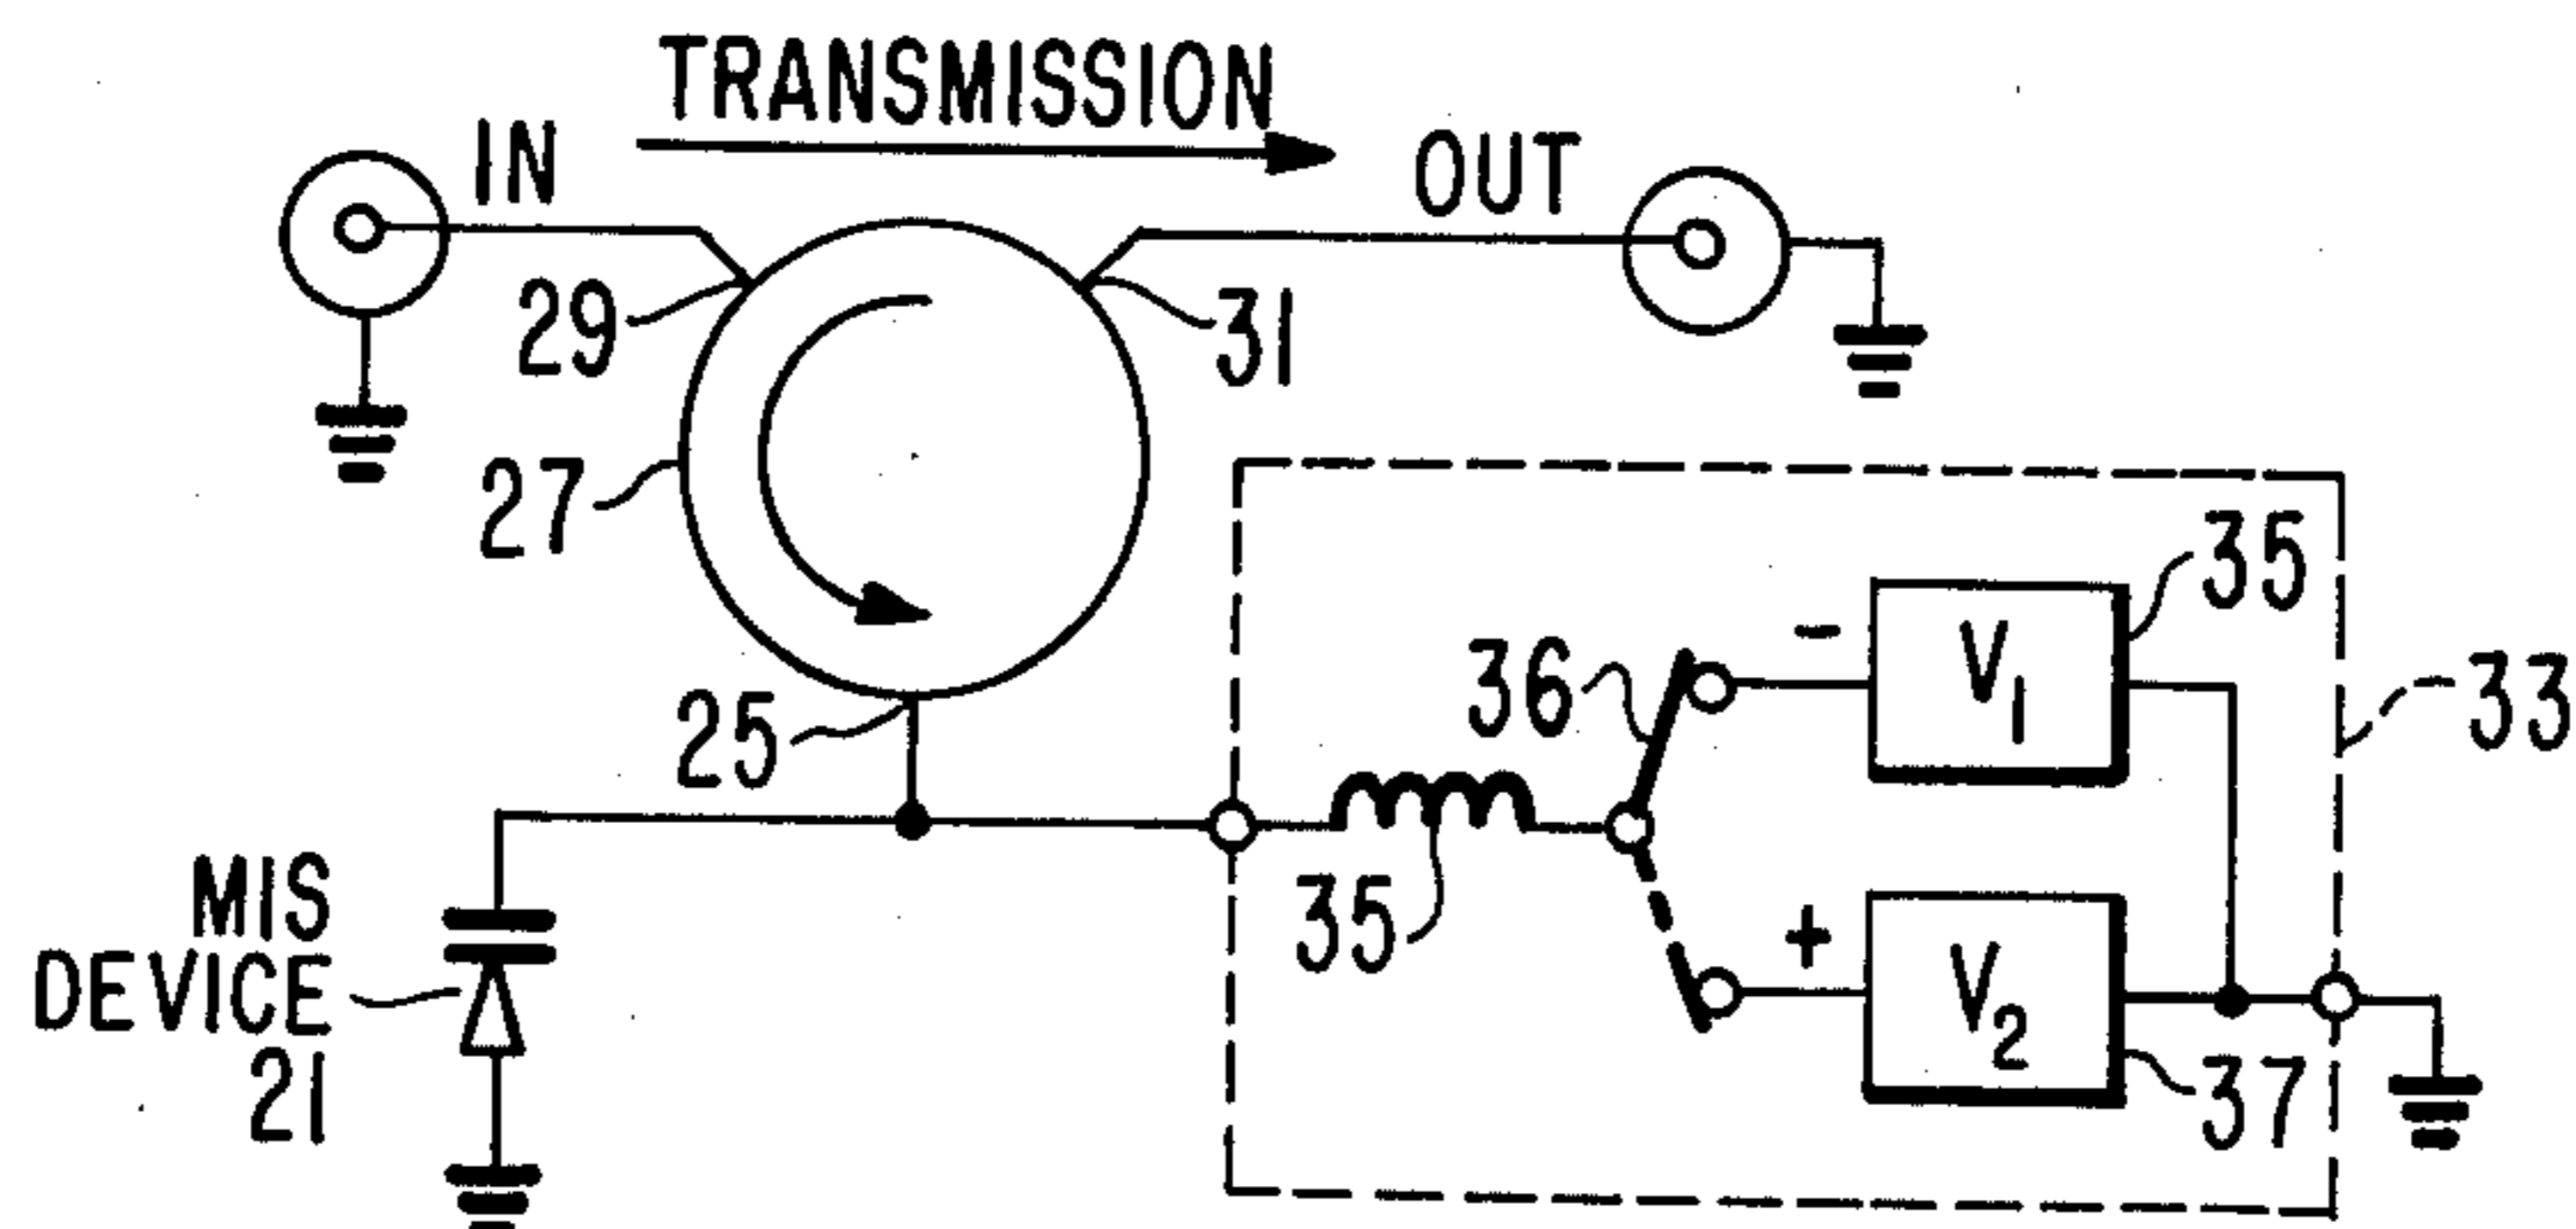 TRANSMISSION
IN
OUT
29
31
27
25
35
-
V1
36
33
35
+
V2
37
MIS
DEVICE
21